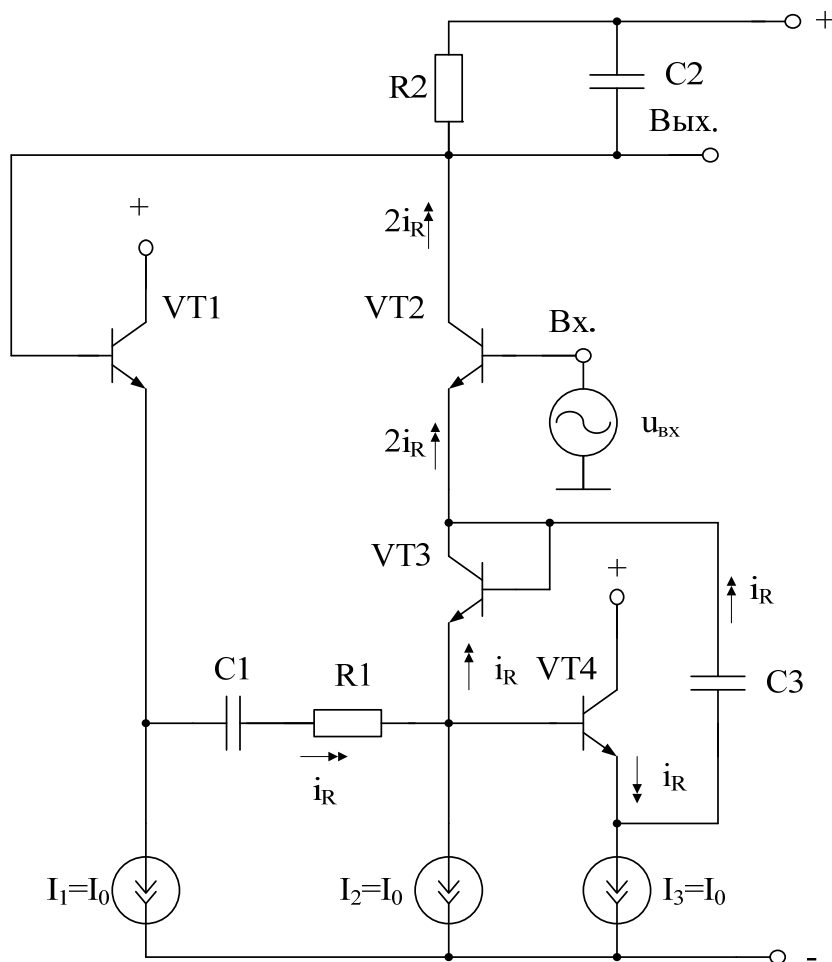 +
R2
C2
Вых.
+
2iR
VT1
VT2
Вх.
2iR
uвх
VT3
+
iR
C1
R1
iR
VT4
C3
iR
iR
I1=I0
I2=I0
I3=I0
-